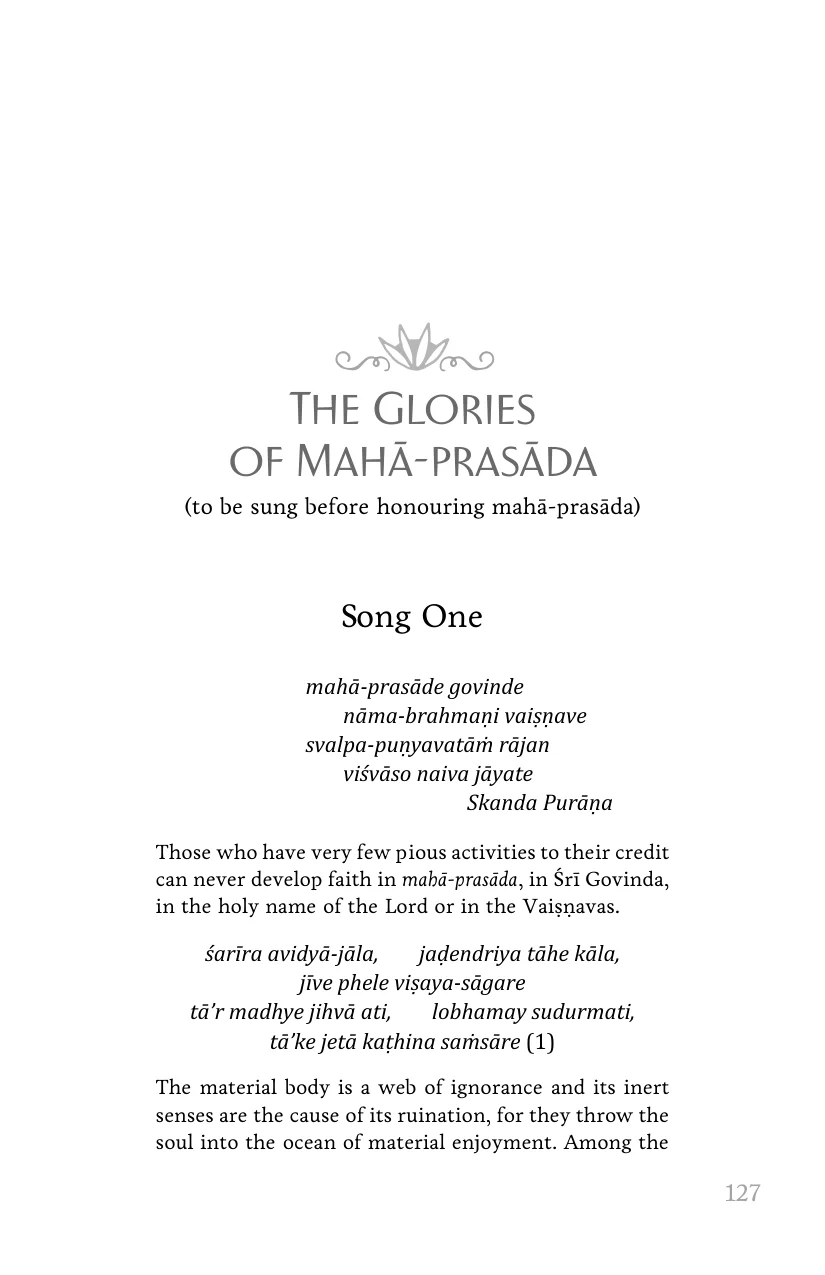 The Glories
of Mahā-prasāda
(to be sung before honouring mahā-prasāda)
Song One
mahā-prasāde govinde
nāma-brahmaṇi vaiṣṇave
svalpa-puṇyavatāṁ rājan
viśvāso naiva jāyate
Skanda Purāṇa
Those who have very few pious activities to their credit
can never develop faith in mahā-prasāda, in Śrī Govinda,
in the holy name of the Lord or in the Vaiṣṇavas.
śarīra avidyā-jāla, jaḍendriya tāhe kāla,
jīve phele viṣaya-sāgare
tā’r madhye jihvā ati, lobhamay sudurmati,
tā’ke jetā kaṭhina saṁsāre (1)
The material body is a web of ignorance and its inert
senses are the cause of its ruination, for they throw the
soul into the ocean of material enjoyment. Among the
127